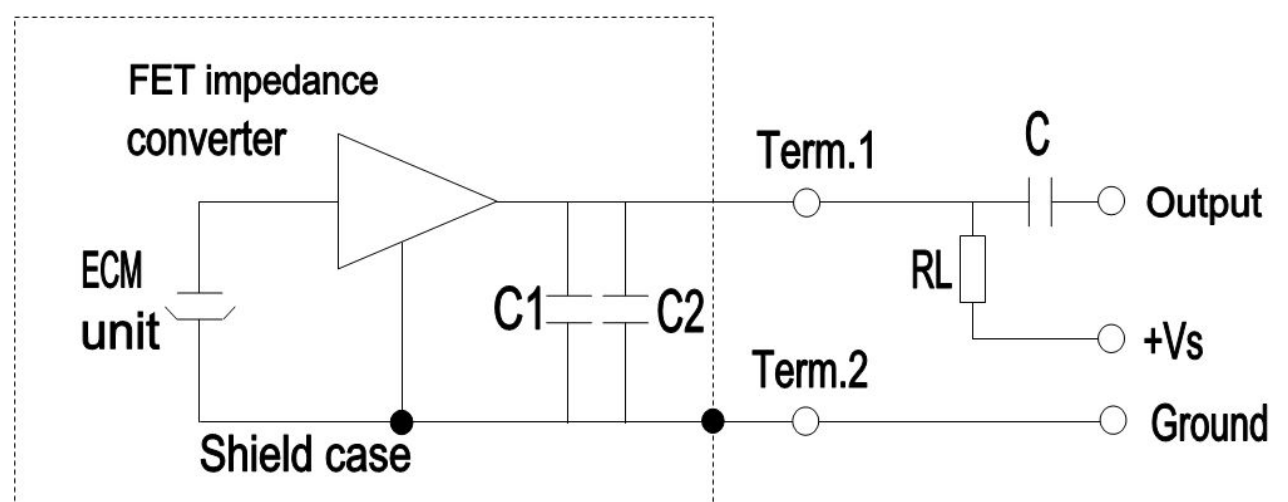 FET impedance
converter
ECM
unit
Shield case
C1
C2
Term.1
Term.2
C
RL
Output
+Vs
Ground